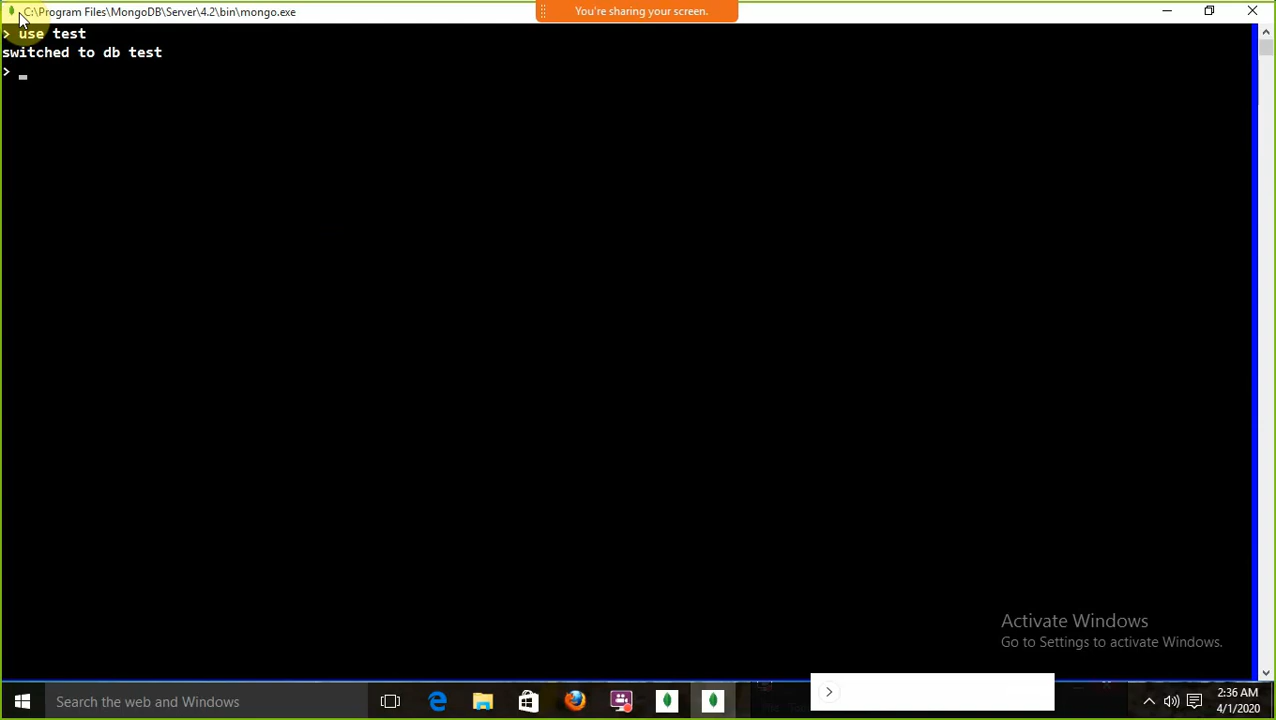 C:\Program Files\MongoDB\Server\4.2\bin\mongo.exe
You're sharing your screen.
> use test
switched to db test
>
Activate Windows
Go to Settings to activate Windows.
Search the web and Windows
2:36 AM
4/1/2020